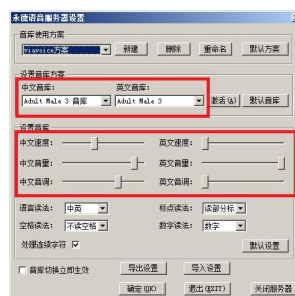 永德语音服务器设置
音库使用方案
viavoice方案 新建 删除 重命名 默认方案
设置音库方案
中文音库: 英文音库:
Adult Male 3 音库 Adult Male 3 激活(A) 默认音库
设置音库
中文速度: 英文速度:
中文音量: 英文音量:
中文音调: 英文音调:
语言读法: 中英 标点读法: 读部分标
空格读法: 不读空格 数字读法: 数字
处理连续字符 默认设置
音库切换立即生效 导出设置 导入设置
确定(OK) 退出(EXIT) 关闭服务器